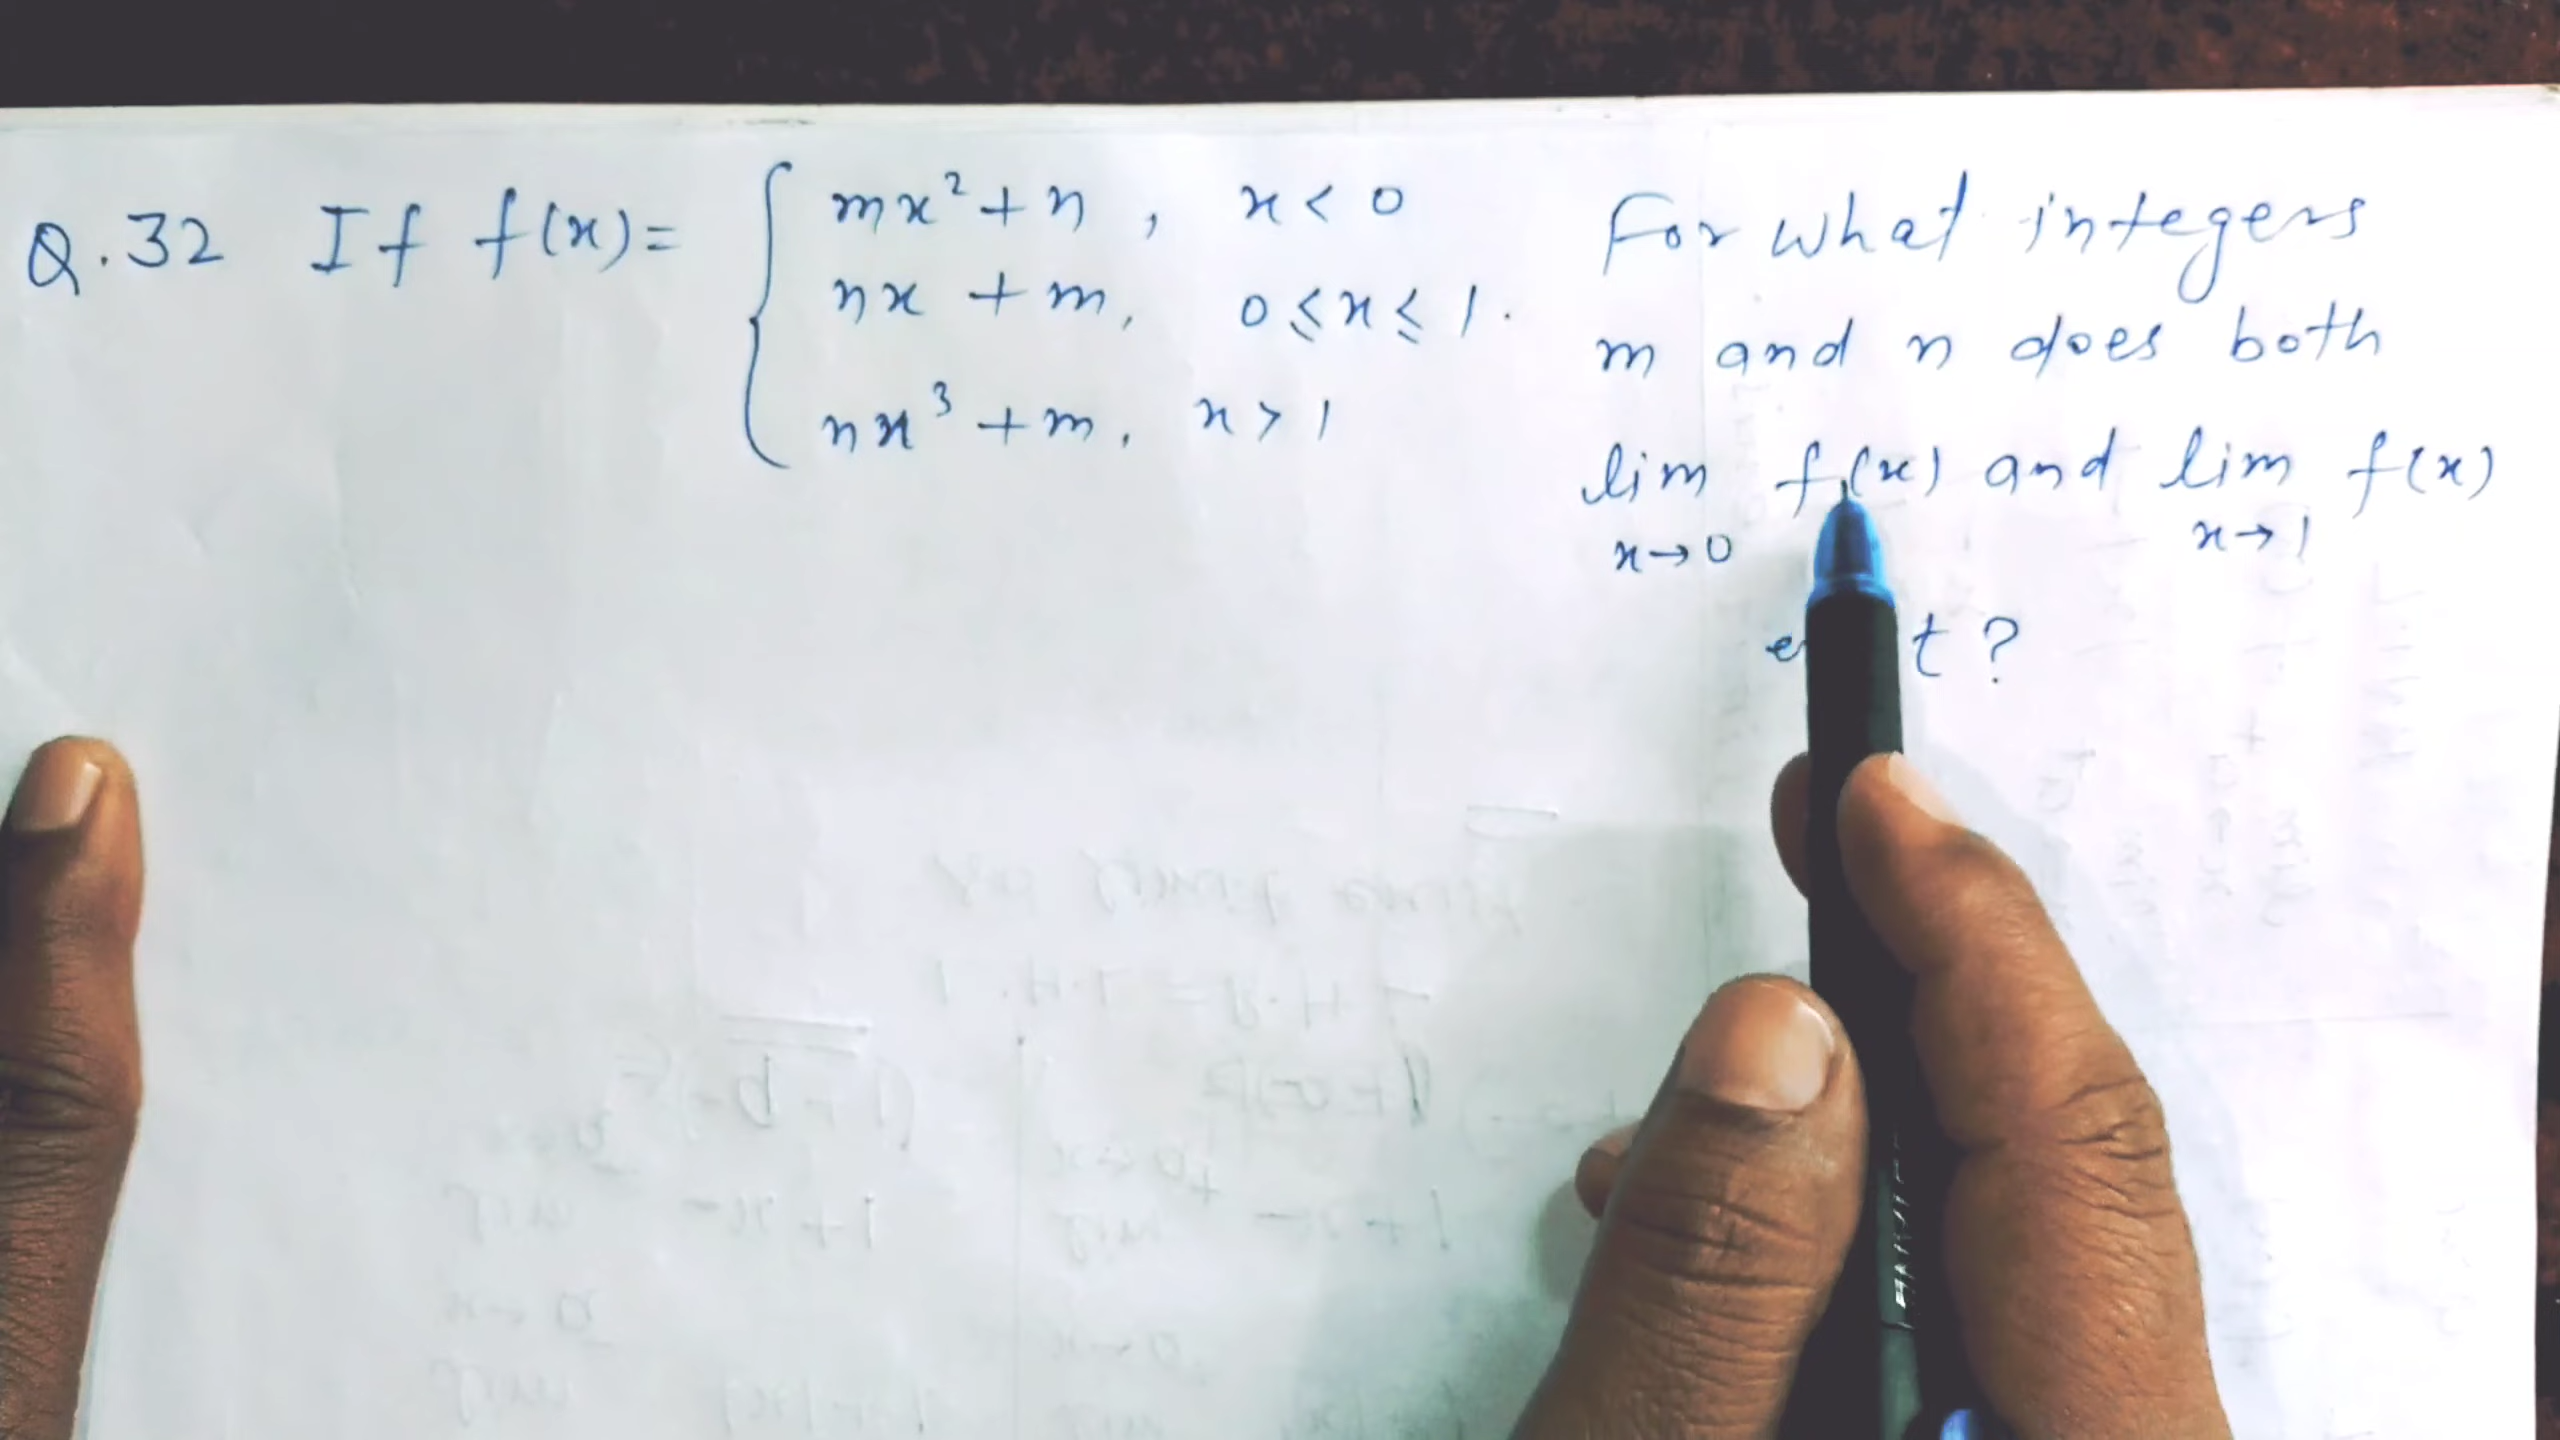 Q.32 If f(x)= { mx² + n , x < 0
nx + m, 0 ≤ x ≤ 1.
nx³ + m, x > 1
For what integers
m and n does both
lim f(x) and lim f(x)
x→0 x→1
?